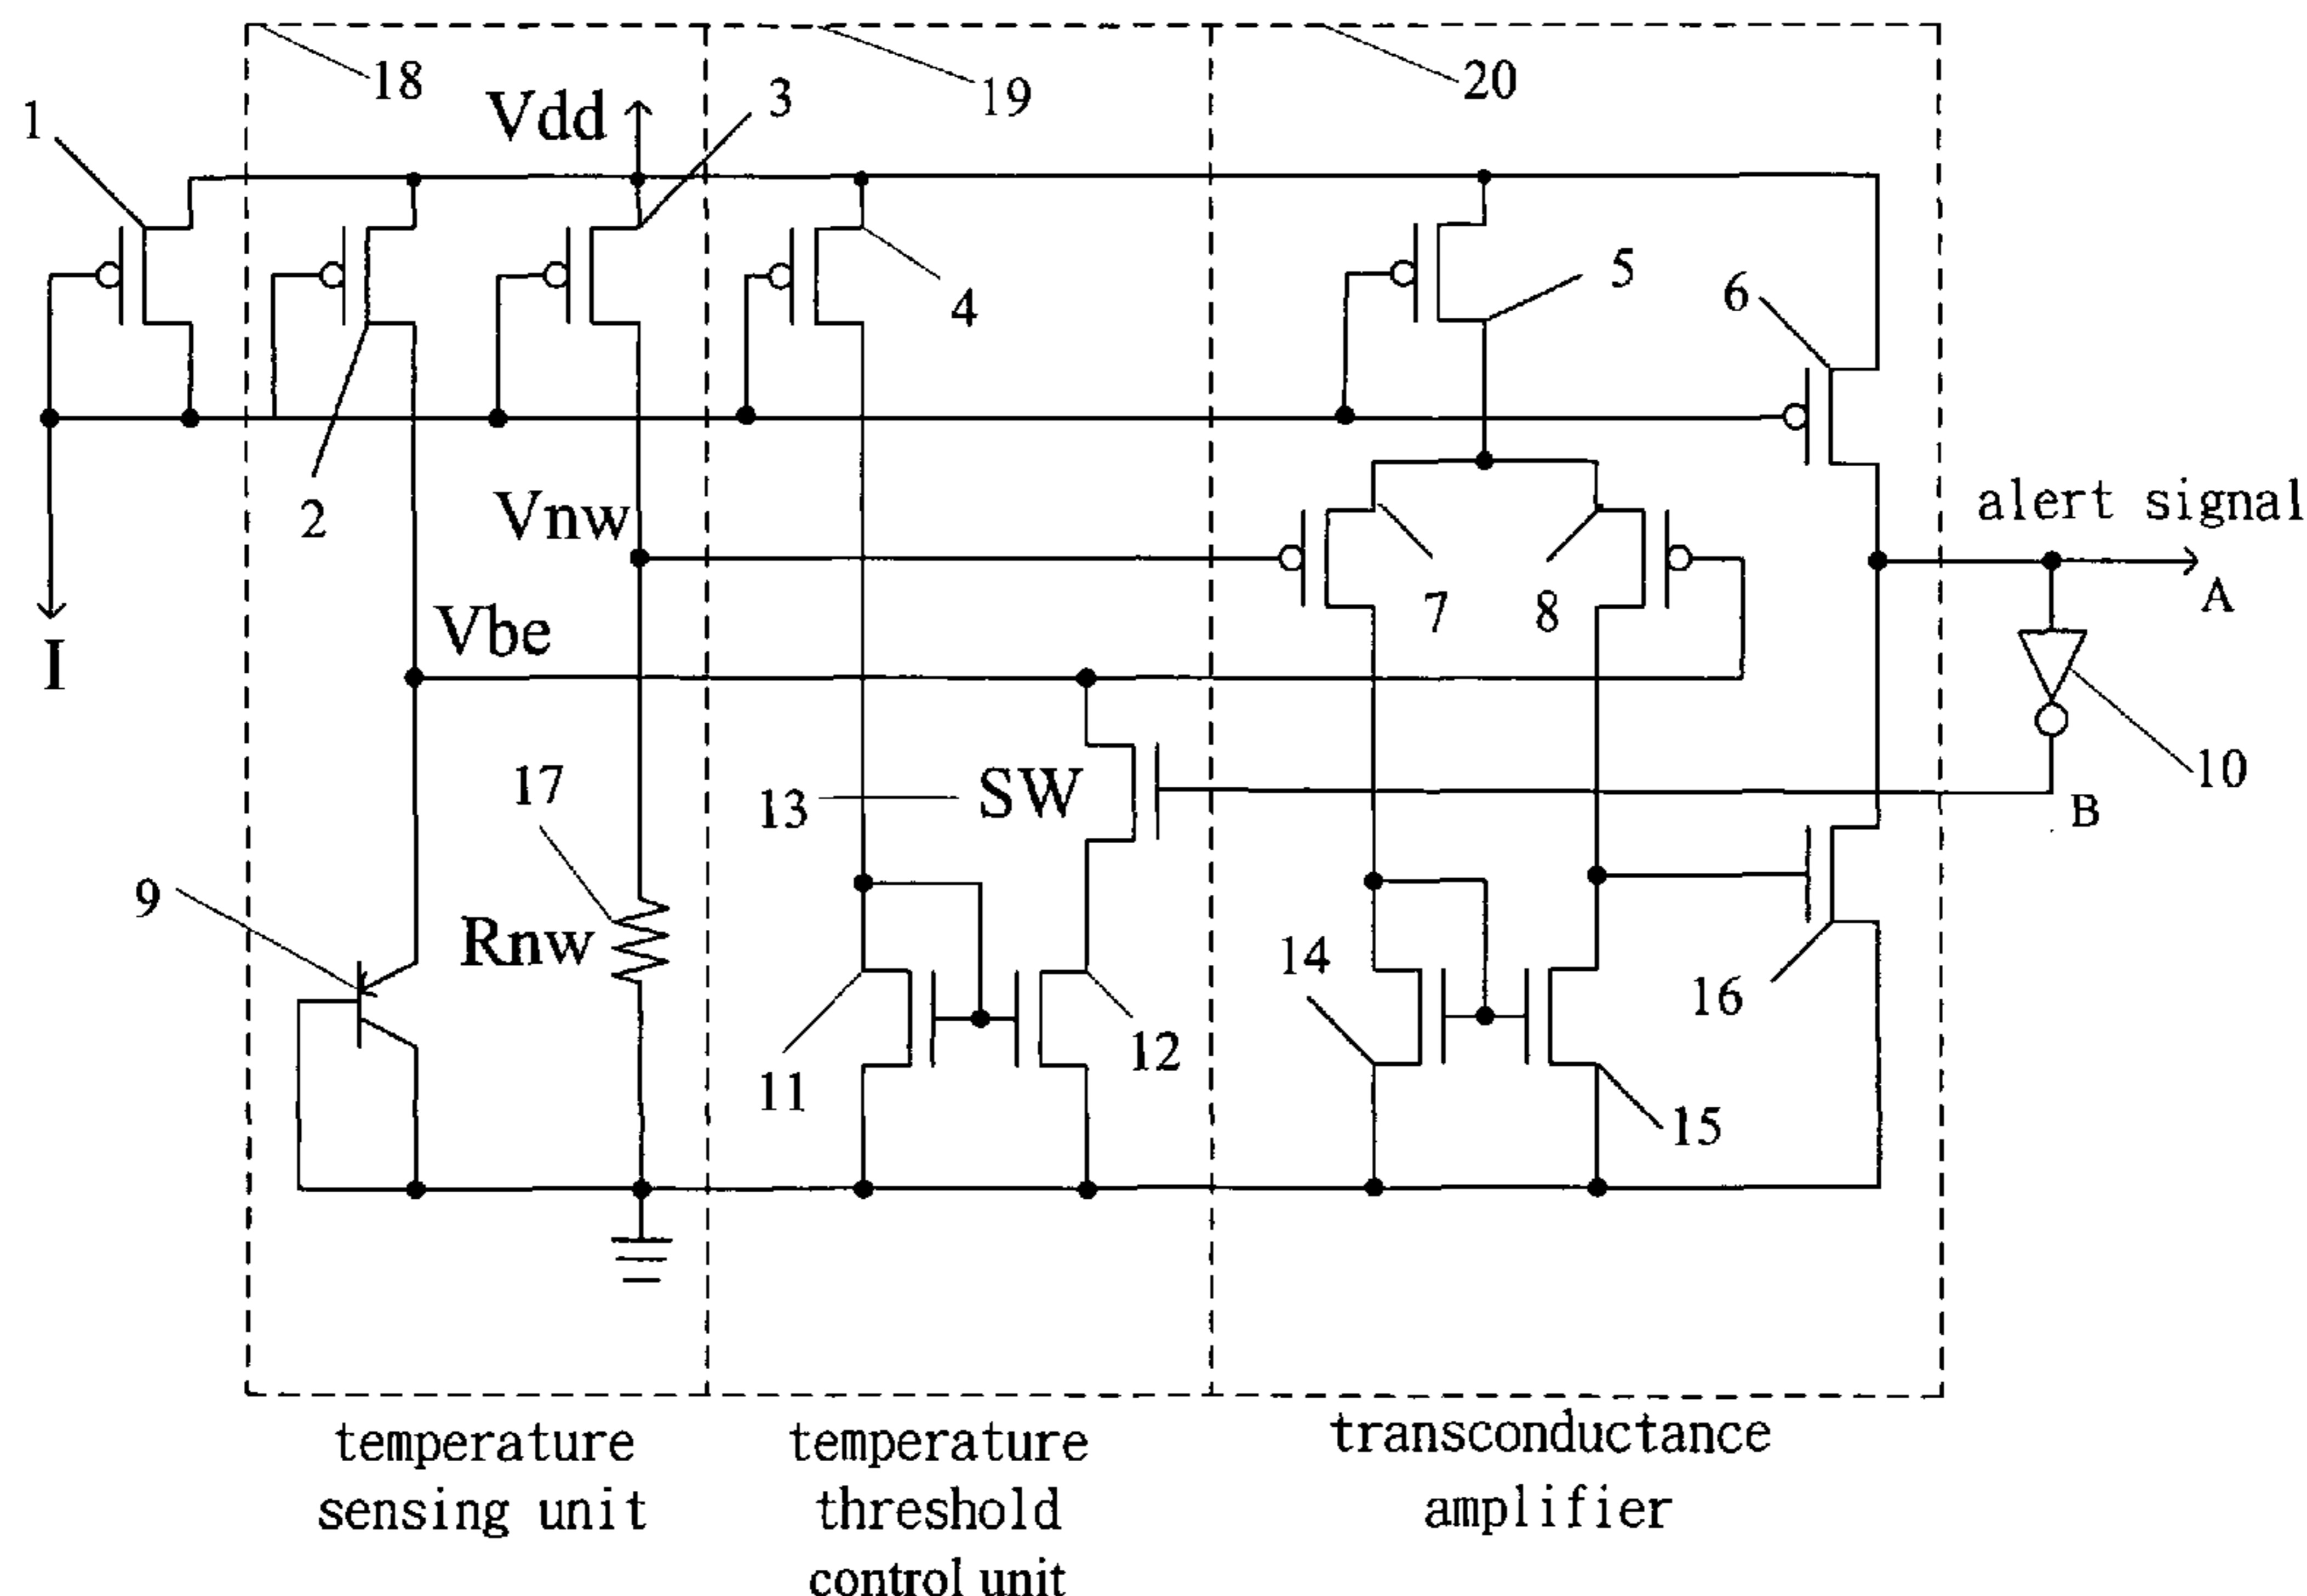 18
Vdd
3
19
20
1
4
5
6
2
Vnw
alert signal
A
7
8
Vbe
I
17
13
SW
10
B
9
Rnw
14
16
11
12
15
temperature
sensing unit
temperature
threshold
control unit
transconductance
amplifier